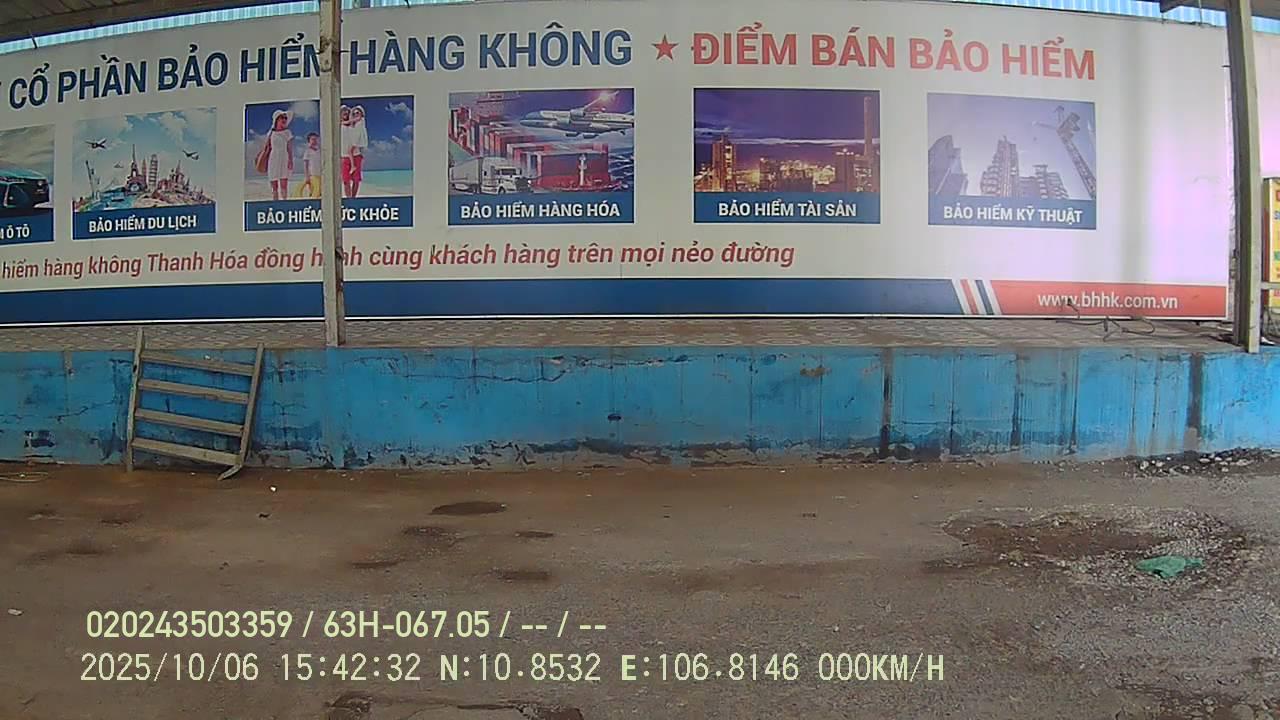 CỔ PHẦN BẢO HIỂM HÀNG KHÔNG ★ ĐIỂM BÁN BẢO HIỂM
Ô TÔ
BẢO HIỂM DU LỊCH
BẢO HIỂM ỨC KHỎE
BẢO HIỂM HÀNG HÓA
BẢO HIỂM TÀI SẢN
BẢO HIỂM KỸ THUẬT
hiểm hàng không Thanh Hóa đồng hành cùng khách hàng trên mọi nẻo đường
www.bhhk.com.vn
020243503359 / 63H-067.05 / -- / --
2025/10/06 15:42:32 N:10.8532 E:106.8146 000KM/H